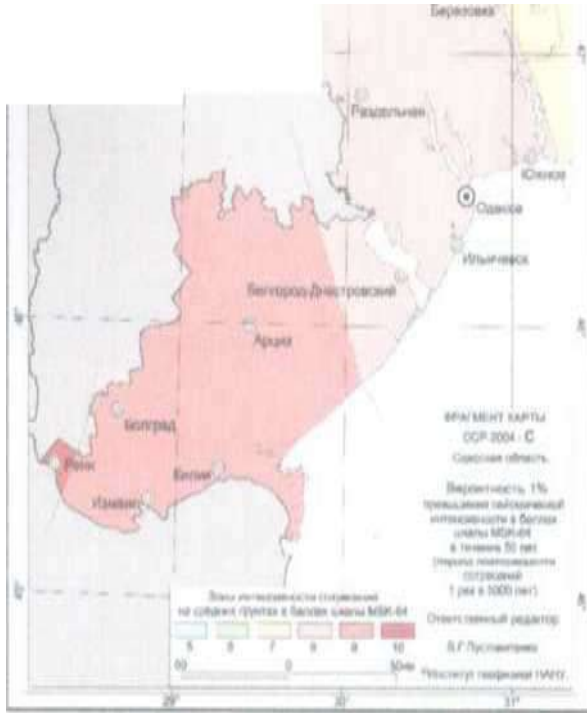 Березовка
Раздельная
Южное
Одесса
Ильичевск
Белгород-Днестровский
Арциз
Болград
Рени
Килия
Измаил
46
45
ФРАГМЕНТ КАРТЫ
ОСР-2004 - С
Одесская область
Вероятность 1%
превышения сейсмической
интенсивности в баллах
шкалы MSK-64
в течение 50 лет
(период повторяемости
сотрясений
1 раз в 5000 лет)
Ответственный редактор
Б.Г.Пустовитенко
Институт геофизики НАНУ
Зоны интенсивности сотрясений
на средних грунтах в баллах шкалы MSK-64
5 6 7 8 9 10
50 0 50км
29 30 31